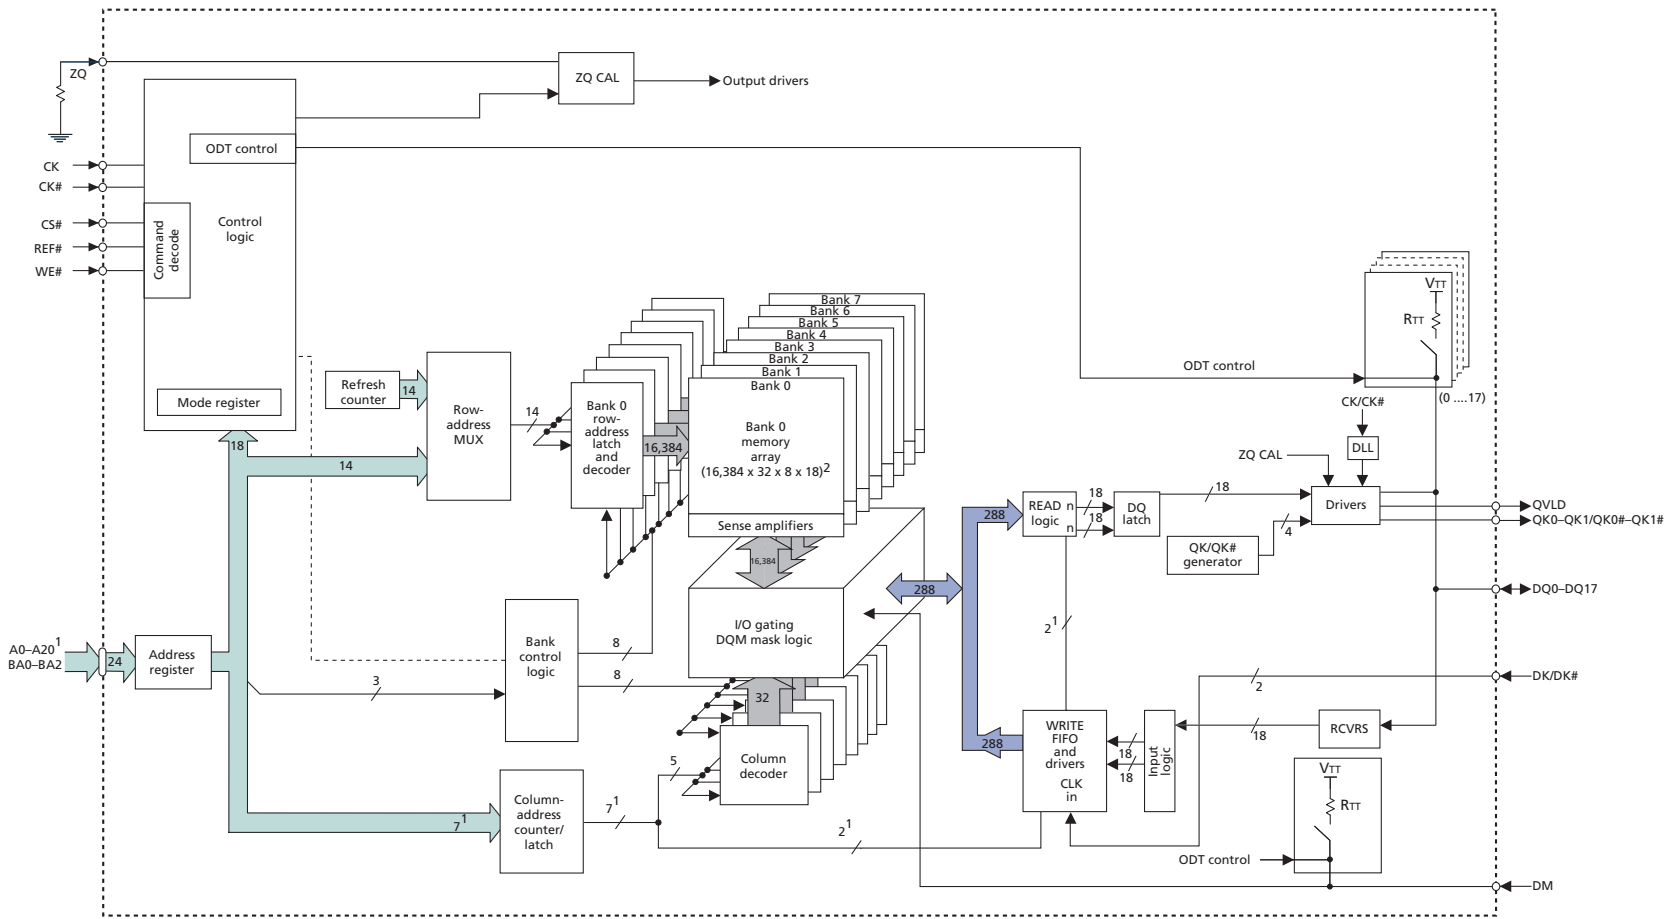 ZQ
ZQ CAL
Output drivers
ODT control
CK
CK#
CS#
REF#
WE#
Command
decode
Control
logic
Mode register
18
14
Refresh
counter
14
Row-
address
MUX
14
Bank 0
row-
address
latch
and
decoder
16,384
Bank 7
Bank 6
Bank 5
Bank 4
Bank 3
Bank 2
Bank 1
Bank 0
Bank 0
memory
array
(16,384 x 32 x 8 x 18)2
Sense amplifiers
16,384
I/O gating
DQM mask logic
32
288
288
288
READ
logic
n
n
18
18
DQ
latch
18
QK/QK#
generator
4
ZQ CAL
CK/CK#
DLL
Drivers
ODT control
VTT
RTT
(0 ....17)
QVLD
QK0–QK1/QK0#–QK1#
DQ0–DQ17
DK/DK#
2
RCVRS
18
Input
logic
18
18
WRITE
FIFO
and
drivers
CLK
in
21
A0–A201
BA0–BA2
24
Address
register
3
Bank
control
logic
8
8
Column
decoder
5
71
Column-
address
counter/
latch
71
21
VTT
RTT
ODT control
DM